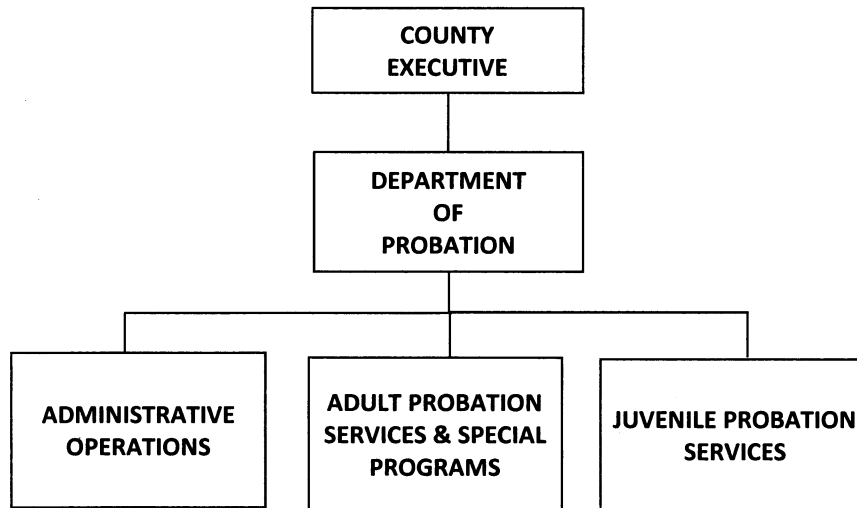 COUNTY
EXECUTIVE
DEPARTMENT
OF
PROBATION
ADMINISTRATIVE
OPERATIONS
ADULT PROBATION
SERVICES & SPECIAL
PROGRAMS
JUVENILE PROBATION
SERVICES